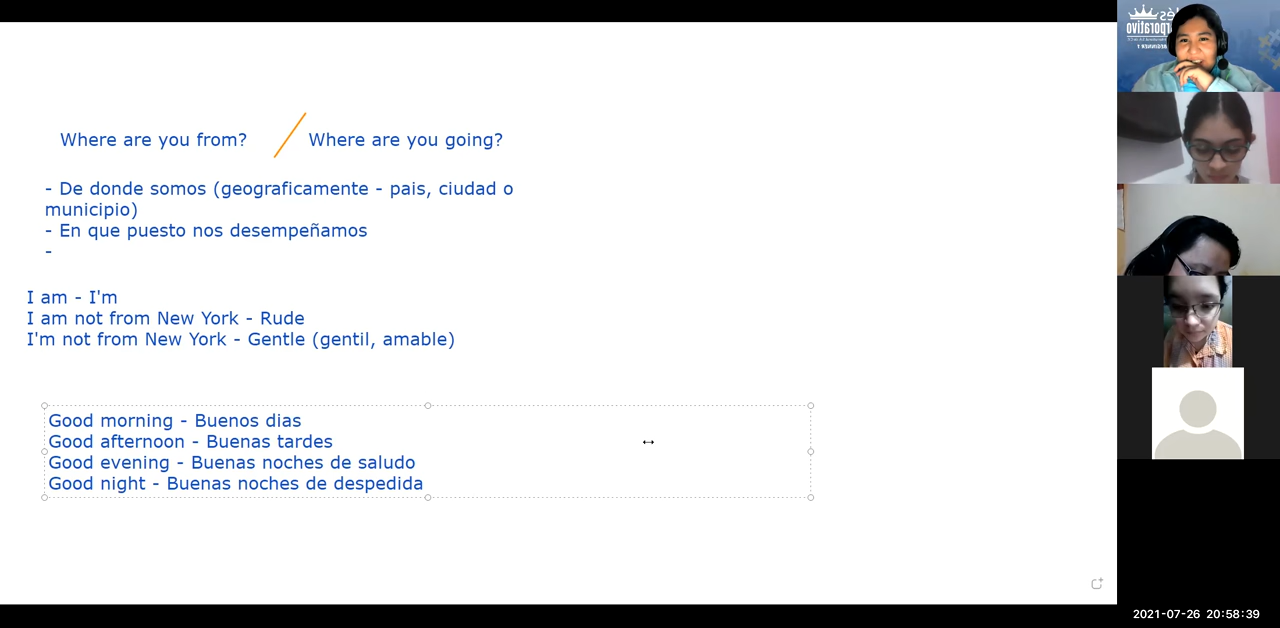 Where are you from? Where are you going?
- De donde somos (geograficamente - pais, ciudad o
municipio)
- En que puesto nos desempeñamos
-
I am - I'm
I am not from New York - Rude
I'm not from New York - Gentle (gentil, amable)
Good morning - Buenos dias
Good afternoon - Buenas tardes
Good evening - Buenas noches de saludo
Good night - Buenas noches de despedida
2021-07-26 20:58:39